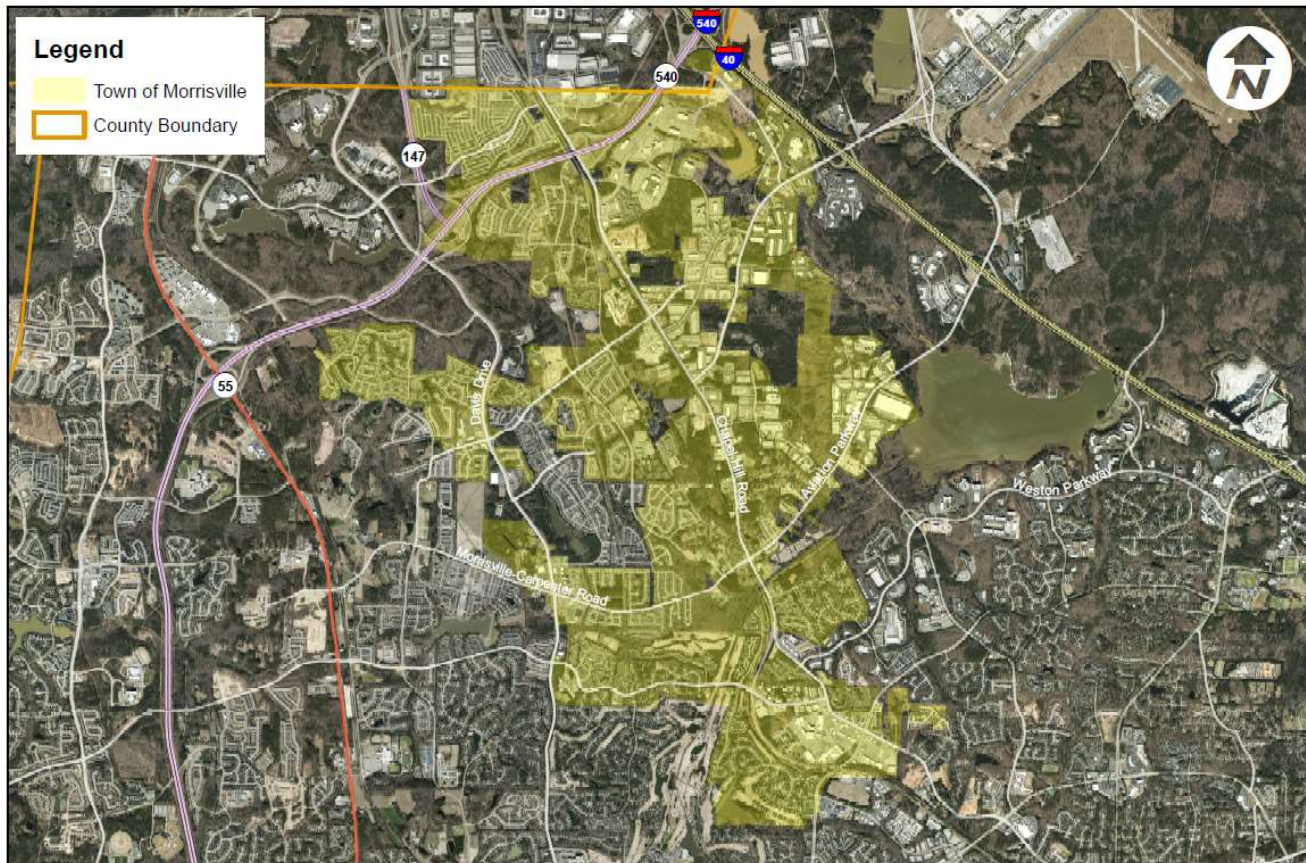 Legend
Town of Morrisville
County Boundary
N
540
40
540
147
55
Davis Drive
Chapel Hill Road
Aviation Parkway
Weston Parkway
Morrisville-Carpenter Road